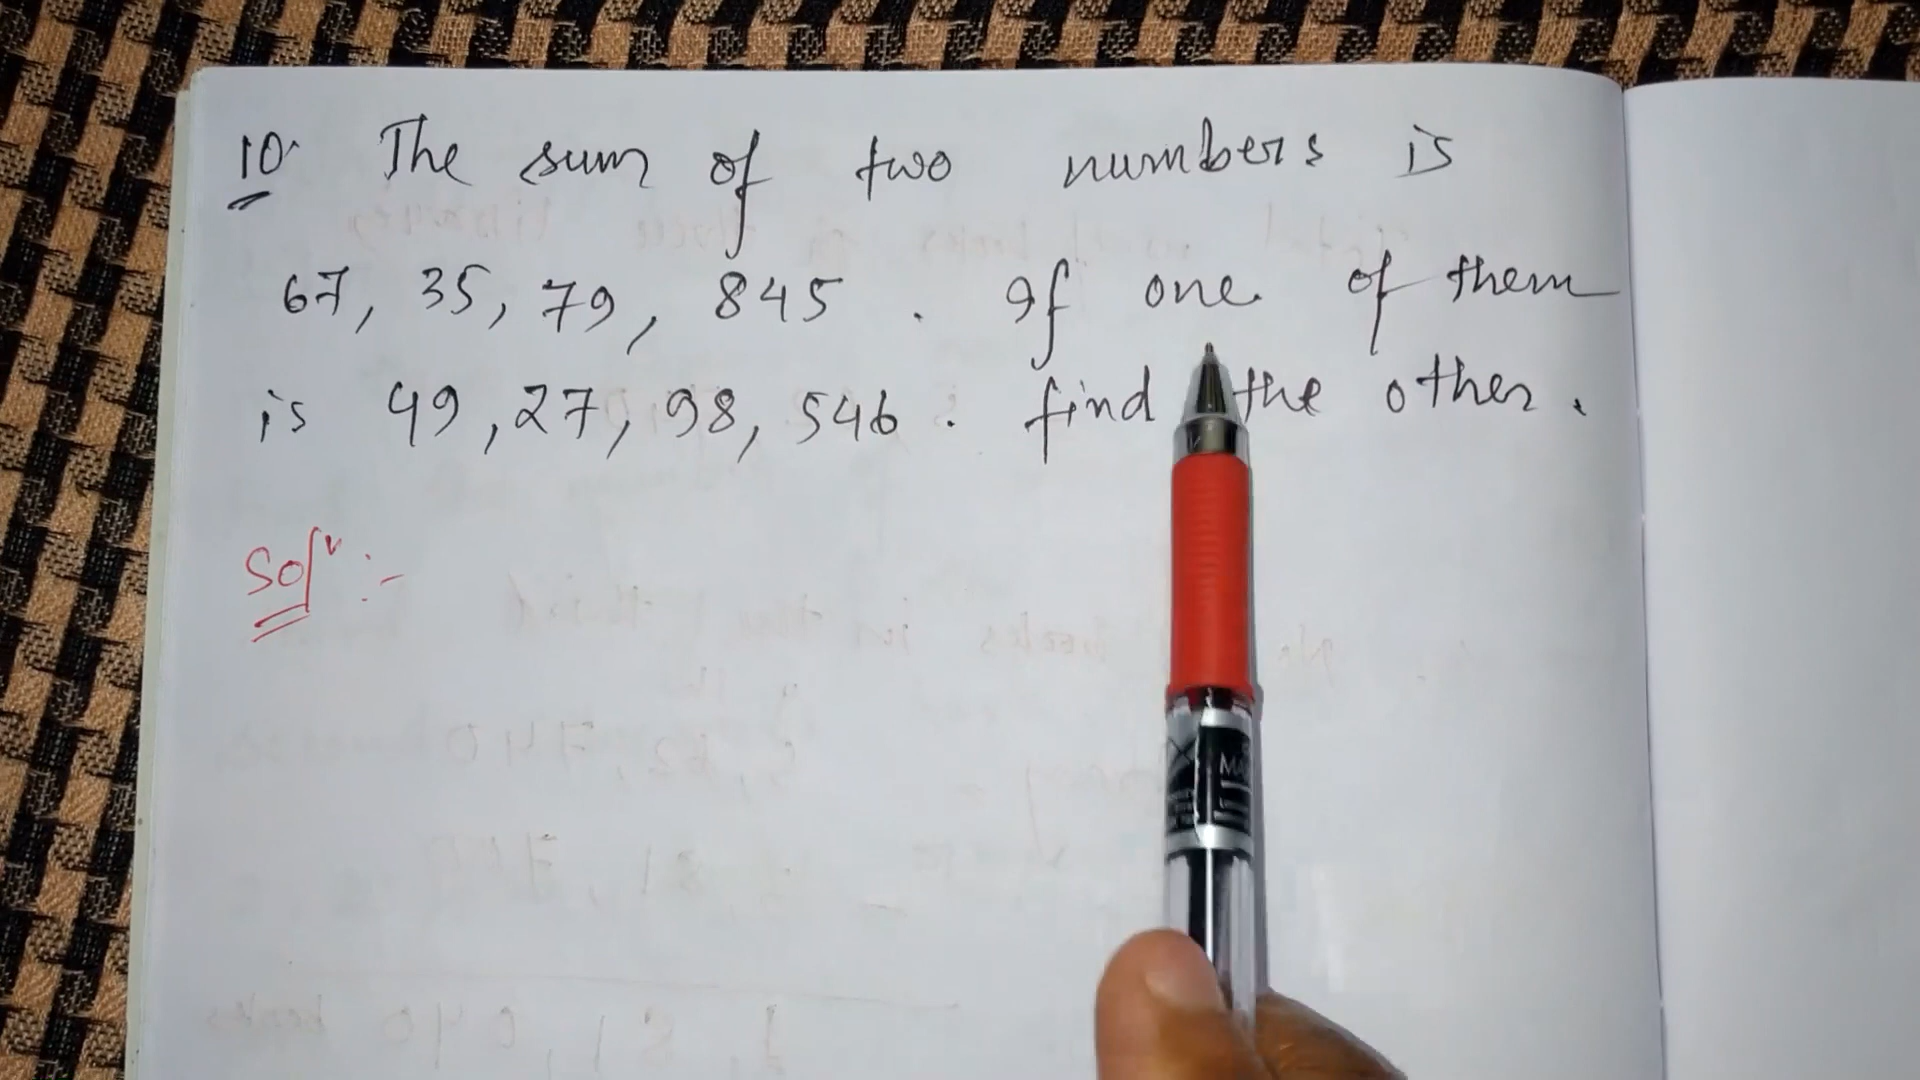 10. The sum of two numbers is
67, 35, 79, 845. If one of them
is 49, 27, 98, 546. find the other.
Solⁿ :-